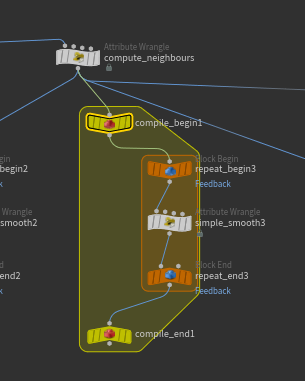 Attribute Wrangle
compute_neighbours
compile_begin1
gin
Block Begin
begin2
repeat_begin3
k
Feedback
Wrangle
Attribute Wrangle
smooth2
simple_smooth3
d
Block End
end2
repeat_end3
k
Feedback
compile_end1